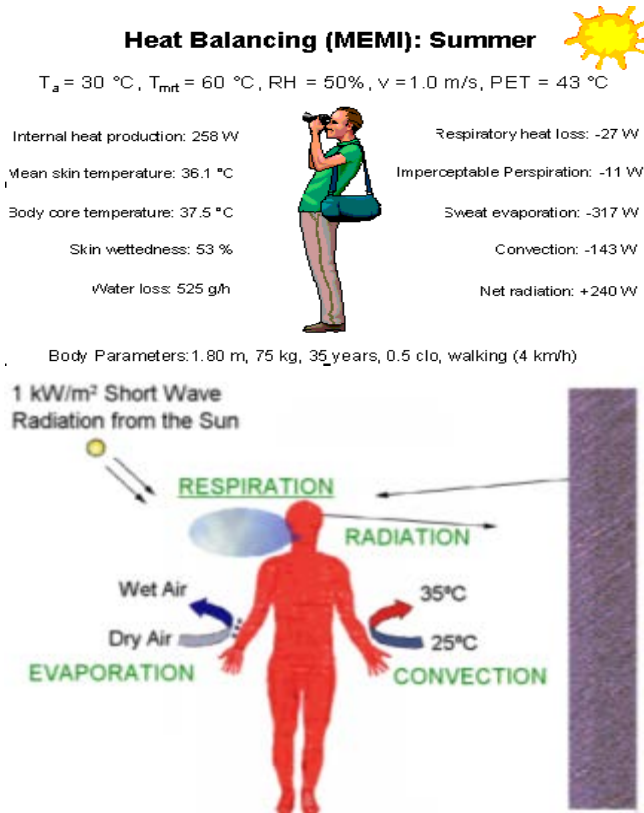 Heat Balancing (MEMI): Summer
Ta = 30 °C, Tmrt = 60 °C, RH = 50%, v = 1.0 m/s, PET = 43 °C
Internal heat production: 258 W
Respiratory heat loss: -27 W
Mean skin temperature: 36.1 °C
Imperceptable Perspiration: -11 W
Body core temperature: 37.5 °C
Sweat evaporation: -317 W
Skin wettedness: 53 %
Convection: -143 W
Water loss: 525 g/h
Net radiation: +240 W
Body Parameters: 1.80 m, 75 kg, 35 years, 0.5 clo, walking (4 km/h)
1 kW/m² Short Wave
Radiation from the Sun
RESPIRATION
RADIATION
Wet Air
35ºC
Dry Air
25ºC
EVAPORATION
CONVECTION